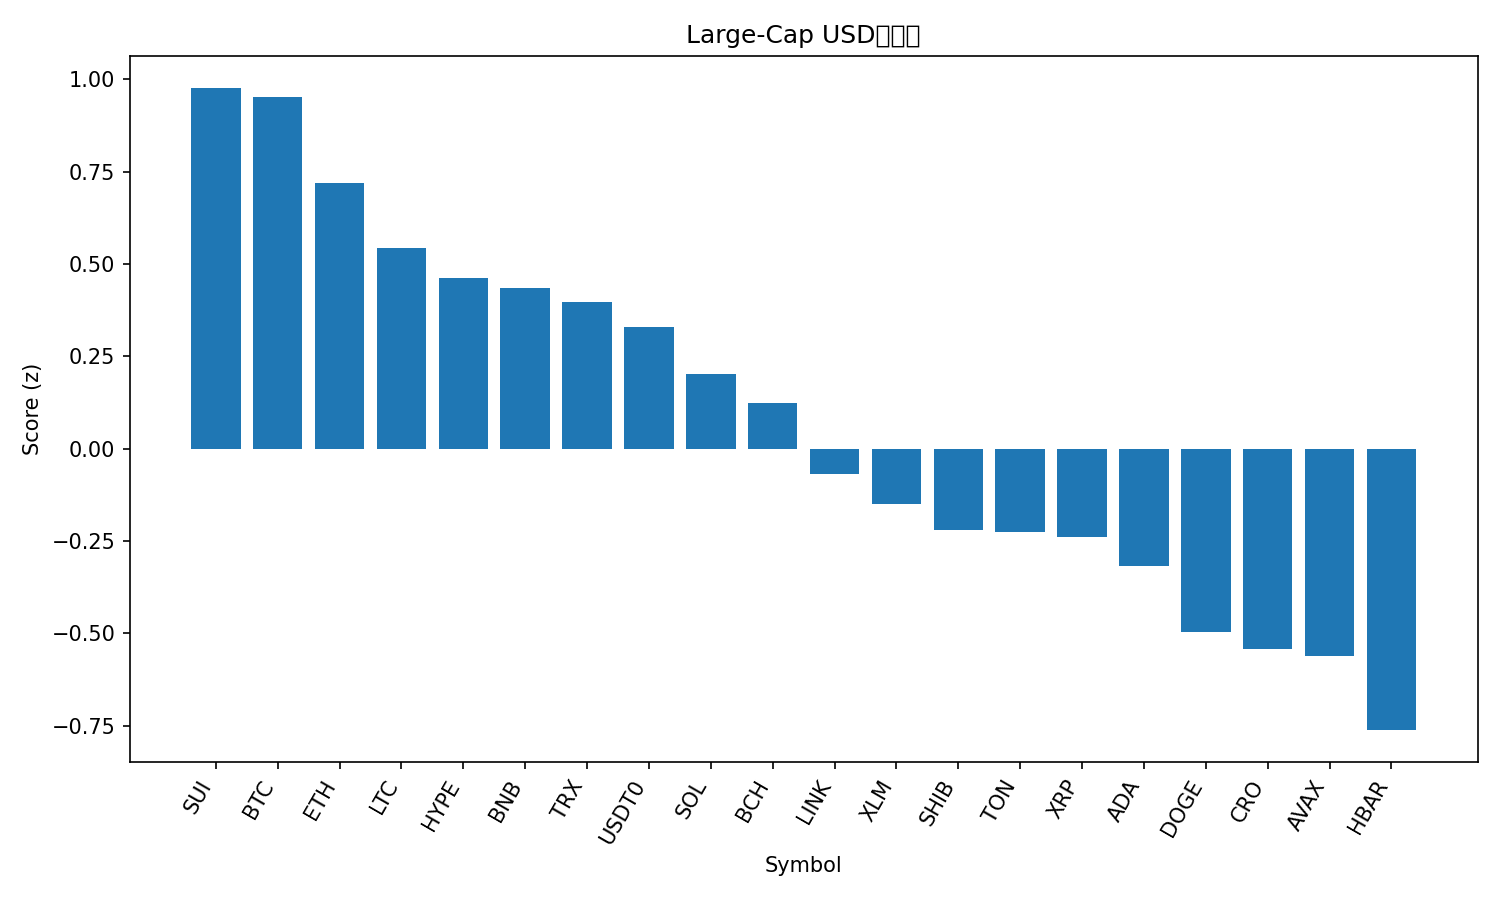 Large-Cap USD
1.00
0.75
0.50
0.25
0.00
−0.25
−0.50
−0.75
Score (z)
SUI
BTC
ETH
LTC
HYPE
BNB
TRX
USDT0
SOL
BCH
LINK
XLM
SHIB
TON
XRP
ADA
DOGE
CRO
AVAX
HBAR
Symbol